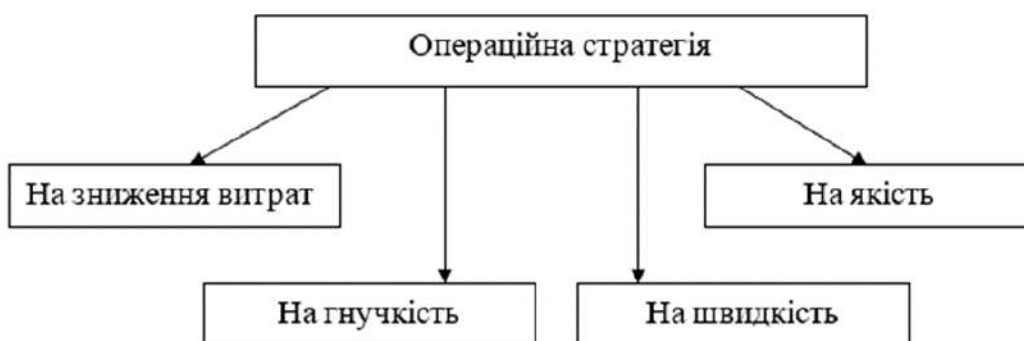 Операційна стратегія
На зниження витрат
На якість
На гнучкість
На швидкість